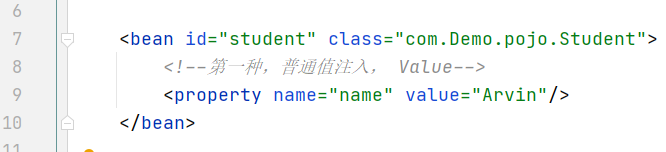 6
7 <bean id="student" class="com.Demo.pojo.Student">
8 <!--第一种，普通值注入， Value-->
9 <property name="name" value="Arvin"/>
10 </bean>
11